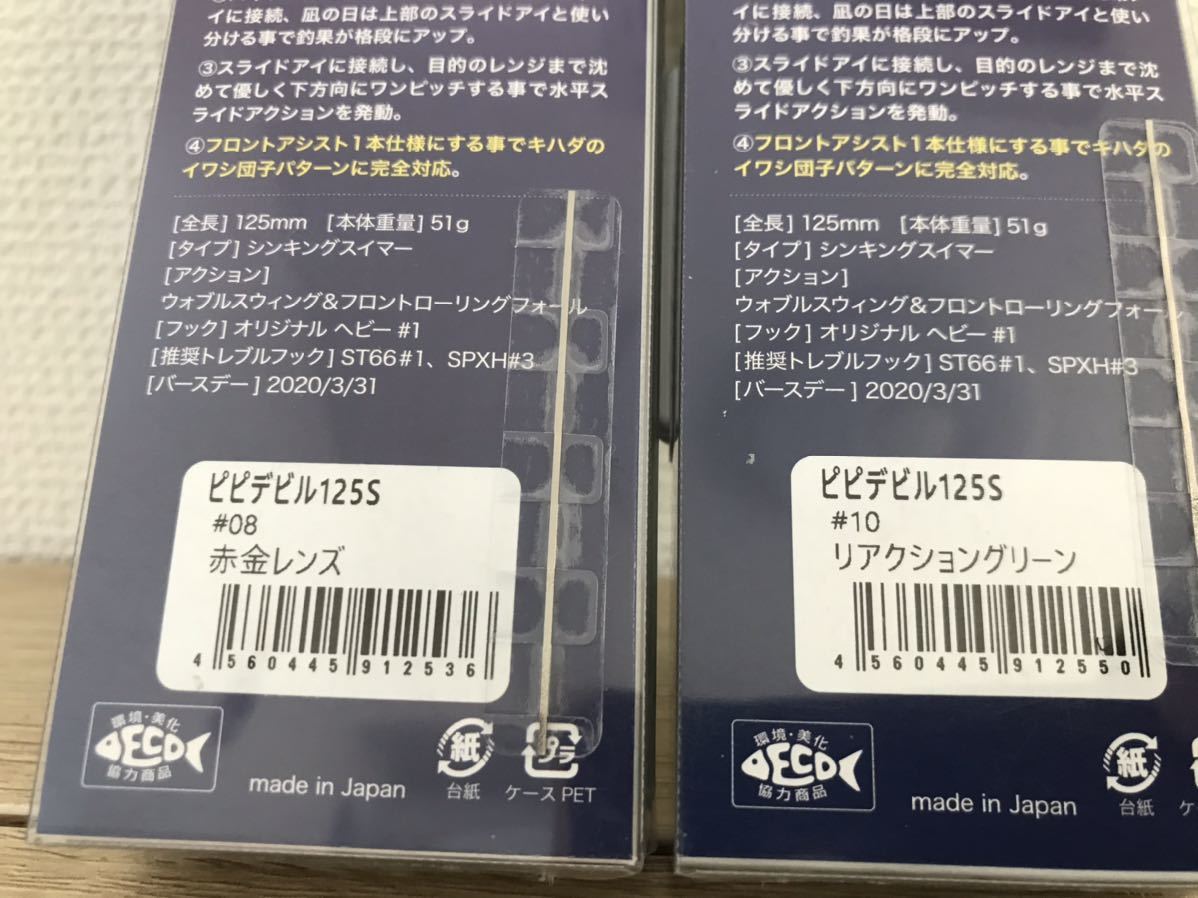 イに接続、凪の日は上部のスライドアイと使い
分ける事で釣果が格段にアップ。
③スライドアイに接続し、目的のレンジまで沈
めて優しく下方向にワンピッチする事で水平ス
ライドアクションを発動。
④フロントアシスト1本仕様にする事でキハダの
イワシ団子パターンに完全対応。
[全長] 125mm [本体重量] 51g
[タイプ] シンキングスイマー
[アクション]
ウォブルスウィング&フロントローリングフォール
[フック] オリジナル ヘビー #1
[推奨トレブルフック] ST66#1、SPXH#3
[バースデー] 2020/3/31
ピピデビル125S
#08
赤金レンズ
4 560445 912536
環境・美化
ECO
協力商品
made in Japan
紙
台紙
プラ
ケース PET
イに接続、凪の日は上部のスライドアイと使い
分ける事で釣果が格段にアップ。
③スライドアイに接続し、目的のレンジまで沈
めて優しく下方向にワンピッチする事で水平ス
ライドアクションを発動。
④フロントアシスト1本仕様にする事でキハダの
イワシ団子パターンに完全対応。
[全長] 125mm [本体重量] 51g
[タイプ] シンキングスイマー
[アクション]
ウォブルスウィング&フロントローリングフォール
[フック] オリジナル ヘビー #1
[推奨トレブルフック] ST66#1、SPXH#3
[バースデー] 2020/3/31
ピピデビル125S
#10
リアクショングリーン
4 560445 912550
環境・美化
ECO
協力商品
made in Japan
紙
台紙